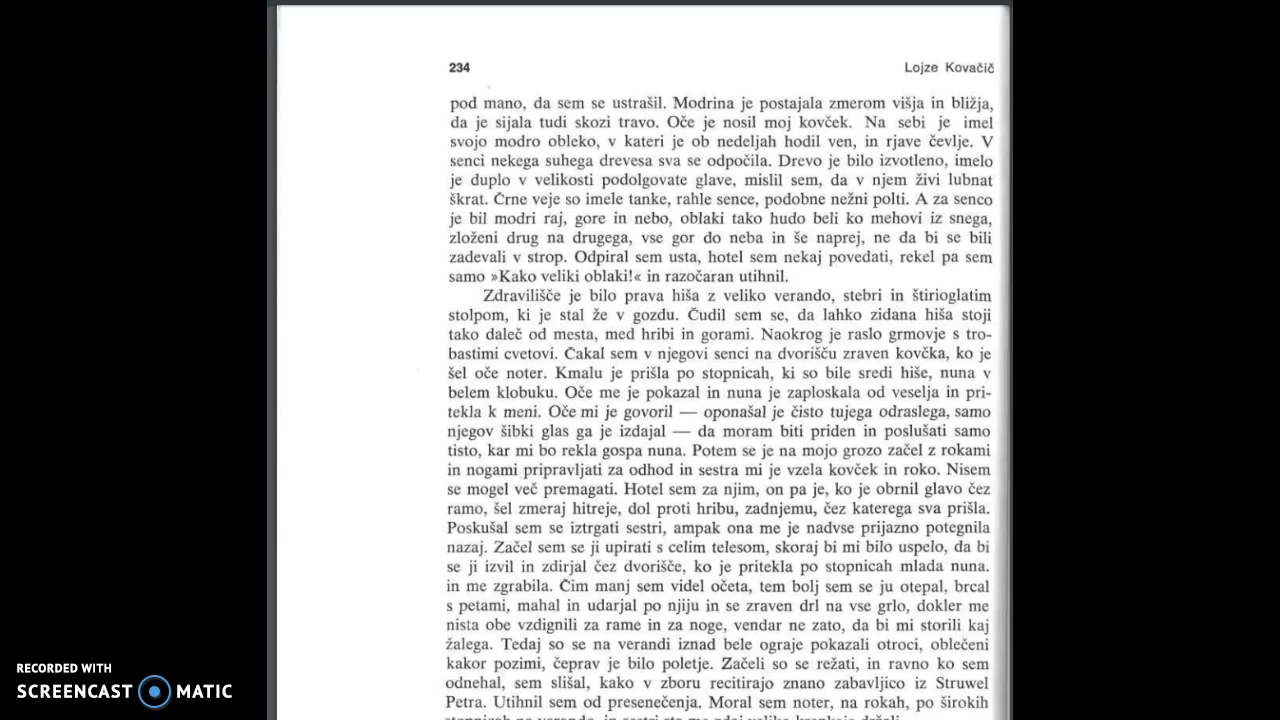 234 Lojze Kovačič
pod mano, da sem se ustrašil. Modrina je postajala zmerom višja in bližja,
da je sijala tudi skozi travo. Oče je nosil moj kovček. Na sebi je imel
svojo modro obleko, v kateri je ob nedeljah hodil ven, in rjave čevlje. V
senci nekega suhega drevesa sva se odpočila. Drevo je bilo izvotleno, imelo
je duplo v velikosti podolgovate glave, mislil sem, da v njem živi lubnat
škrat. Črne veje so imele tanke, rahle sence, podobne nežni polti. A za senco
je bil modri raj, gore in nebo, oblaki tako hudo beli ko mehovi iz snega,
zloženi drug na drugega, vse gor do neba in še naprej, ne da bi se bili
zadevali v strop. Odpiral sem usta, hotel sem nekaj povedati, rekel pa sem
samo »Kako veliki oblaki!« in razočaran utihnil.
Zdravilišče je bilo prava hiša z veliko verando, stebri in štirioglatim
stolpom, ki je stal že v gozdu. Čudil sem se, da lahko zidana hiša stoji
tako daleč od mesta, med hribi in gorami. Naokrog je raslo grmovje s tro-
bastimi cvetovi. Čakal sem v njegovi senci na dvorišču zraven kovčka, ko je
šel oče noter. Kmalu je prišla po stopnicah, ki so bile sredi hiše, nuna v
belem klobuku. Oče me je pokazal in nuna je zaploskala od veselja in pri-
tekla k meni. Oče mi je govoril — oponašal je čisto tujega odraslega, samo
njegov šibki glas ga je izdajal — da moram biti priden in poslušati samo
tisto, kar mi bo rekla gospa nuna. Potem se je na mojo grozo začel z rokami
in nogami pripravljati za odhod in sestra mi je vzela kovček in roko. Nisem
se mogel več premagati. Hotel sem za njim, on pa je, ko je obrnil glavo čez
ramo, šel zmeraj hitreje, dol proti hribu, zadnjemu, čez katerega sva prišla.
Poskušal sem se iztrgati sestri, ampak ona me je nadvse prijazno potegnila
nazaj. Začel sem se ji upirati s celim telesom, skoraj bi mi bilo uspelo, da bi
se ji izvil in zdirjal čez dvorišče, ko je pritekla po stopnicah mlada nuna.
in me zgrabila. Čim manj sem videl očeta, tem bolj sem se ju otepal, brcal
s petami, mahal in udarjal po njiju in se zraven drl na vse grlo, dokler me
nista obe vzdignili za rame in za noge, vendar ne zato, da bi mi storili kaj
žalega. Tedaj so se na verandi iznad bele ograje pokazali otroci, oblečeni
kakor pozimi, čeprav je bilo poletje. Začeli so se režati, in ravno ko sem
odnehal, sem slišal, kako v zboru recitirajo znano zabavljico iz Struwel
Petra. Utihnil sem od presenečenja. Moral sem noter, na rokah, po širokih
RECORDED WITH
SCREENCAST MATIC